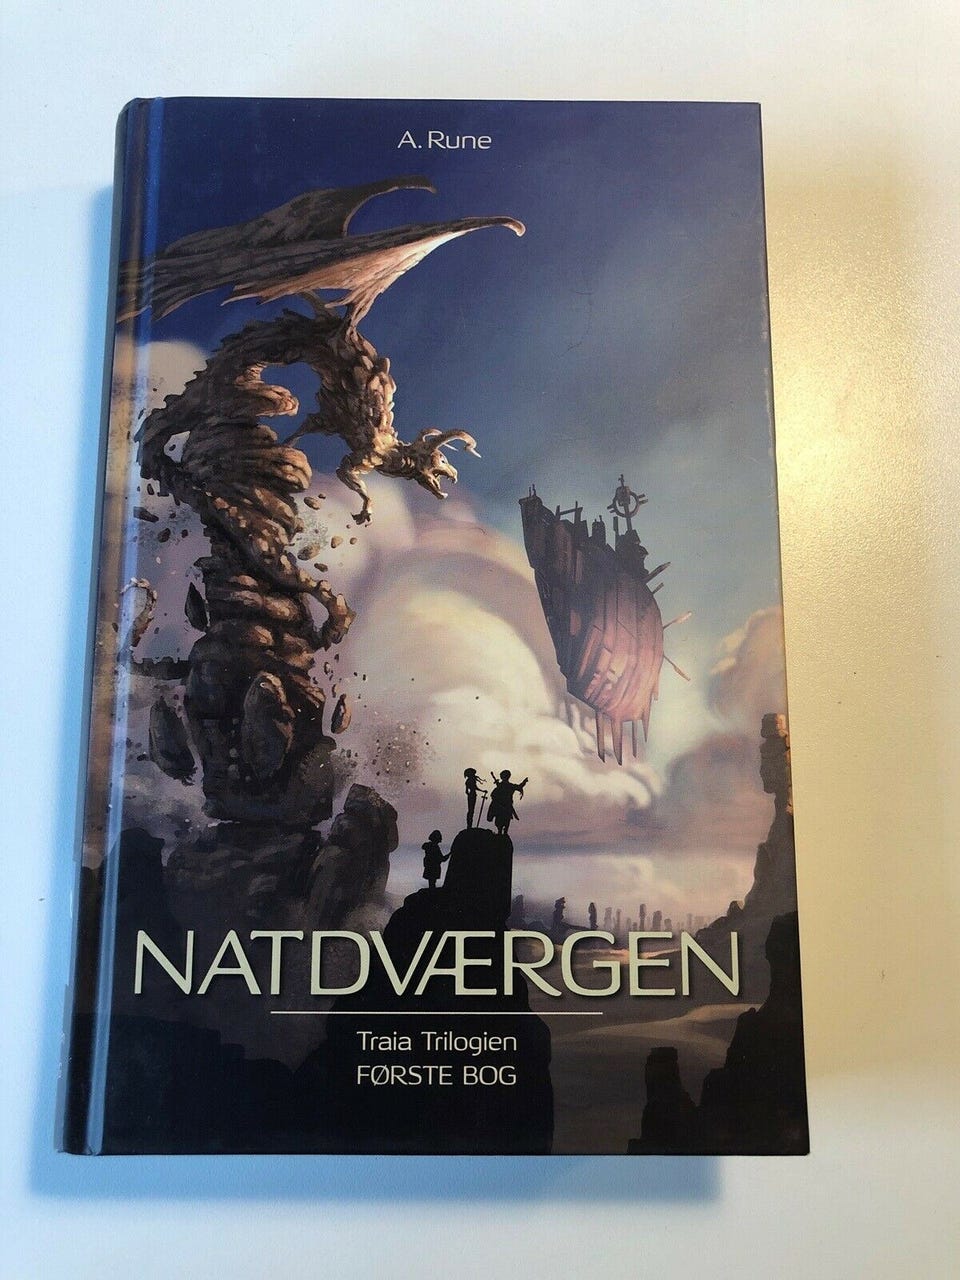 A. Rune
NATDVÆRGEN
Traia Trilogien
FØRSTE BOG